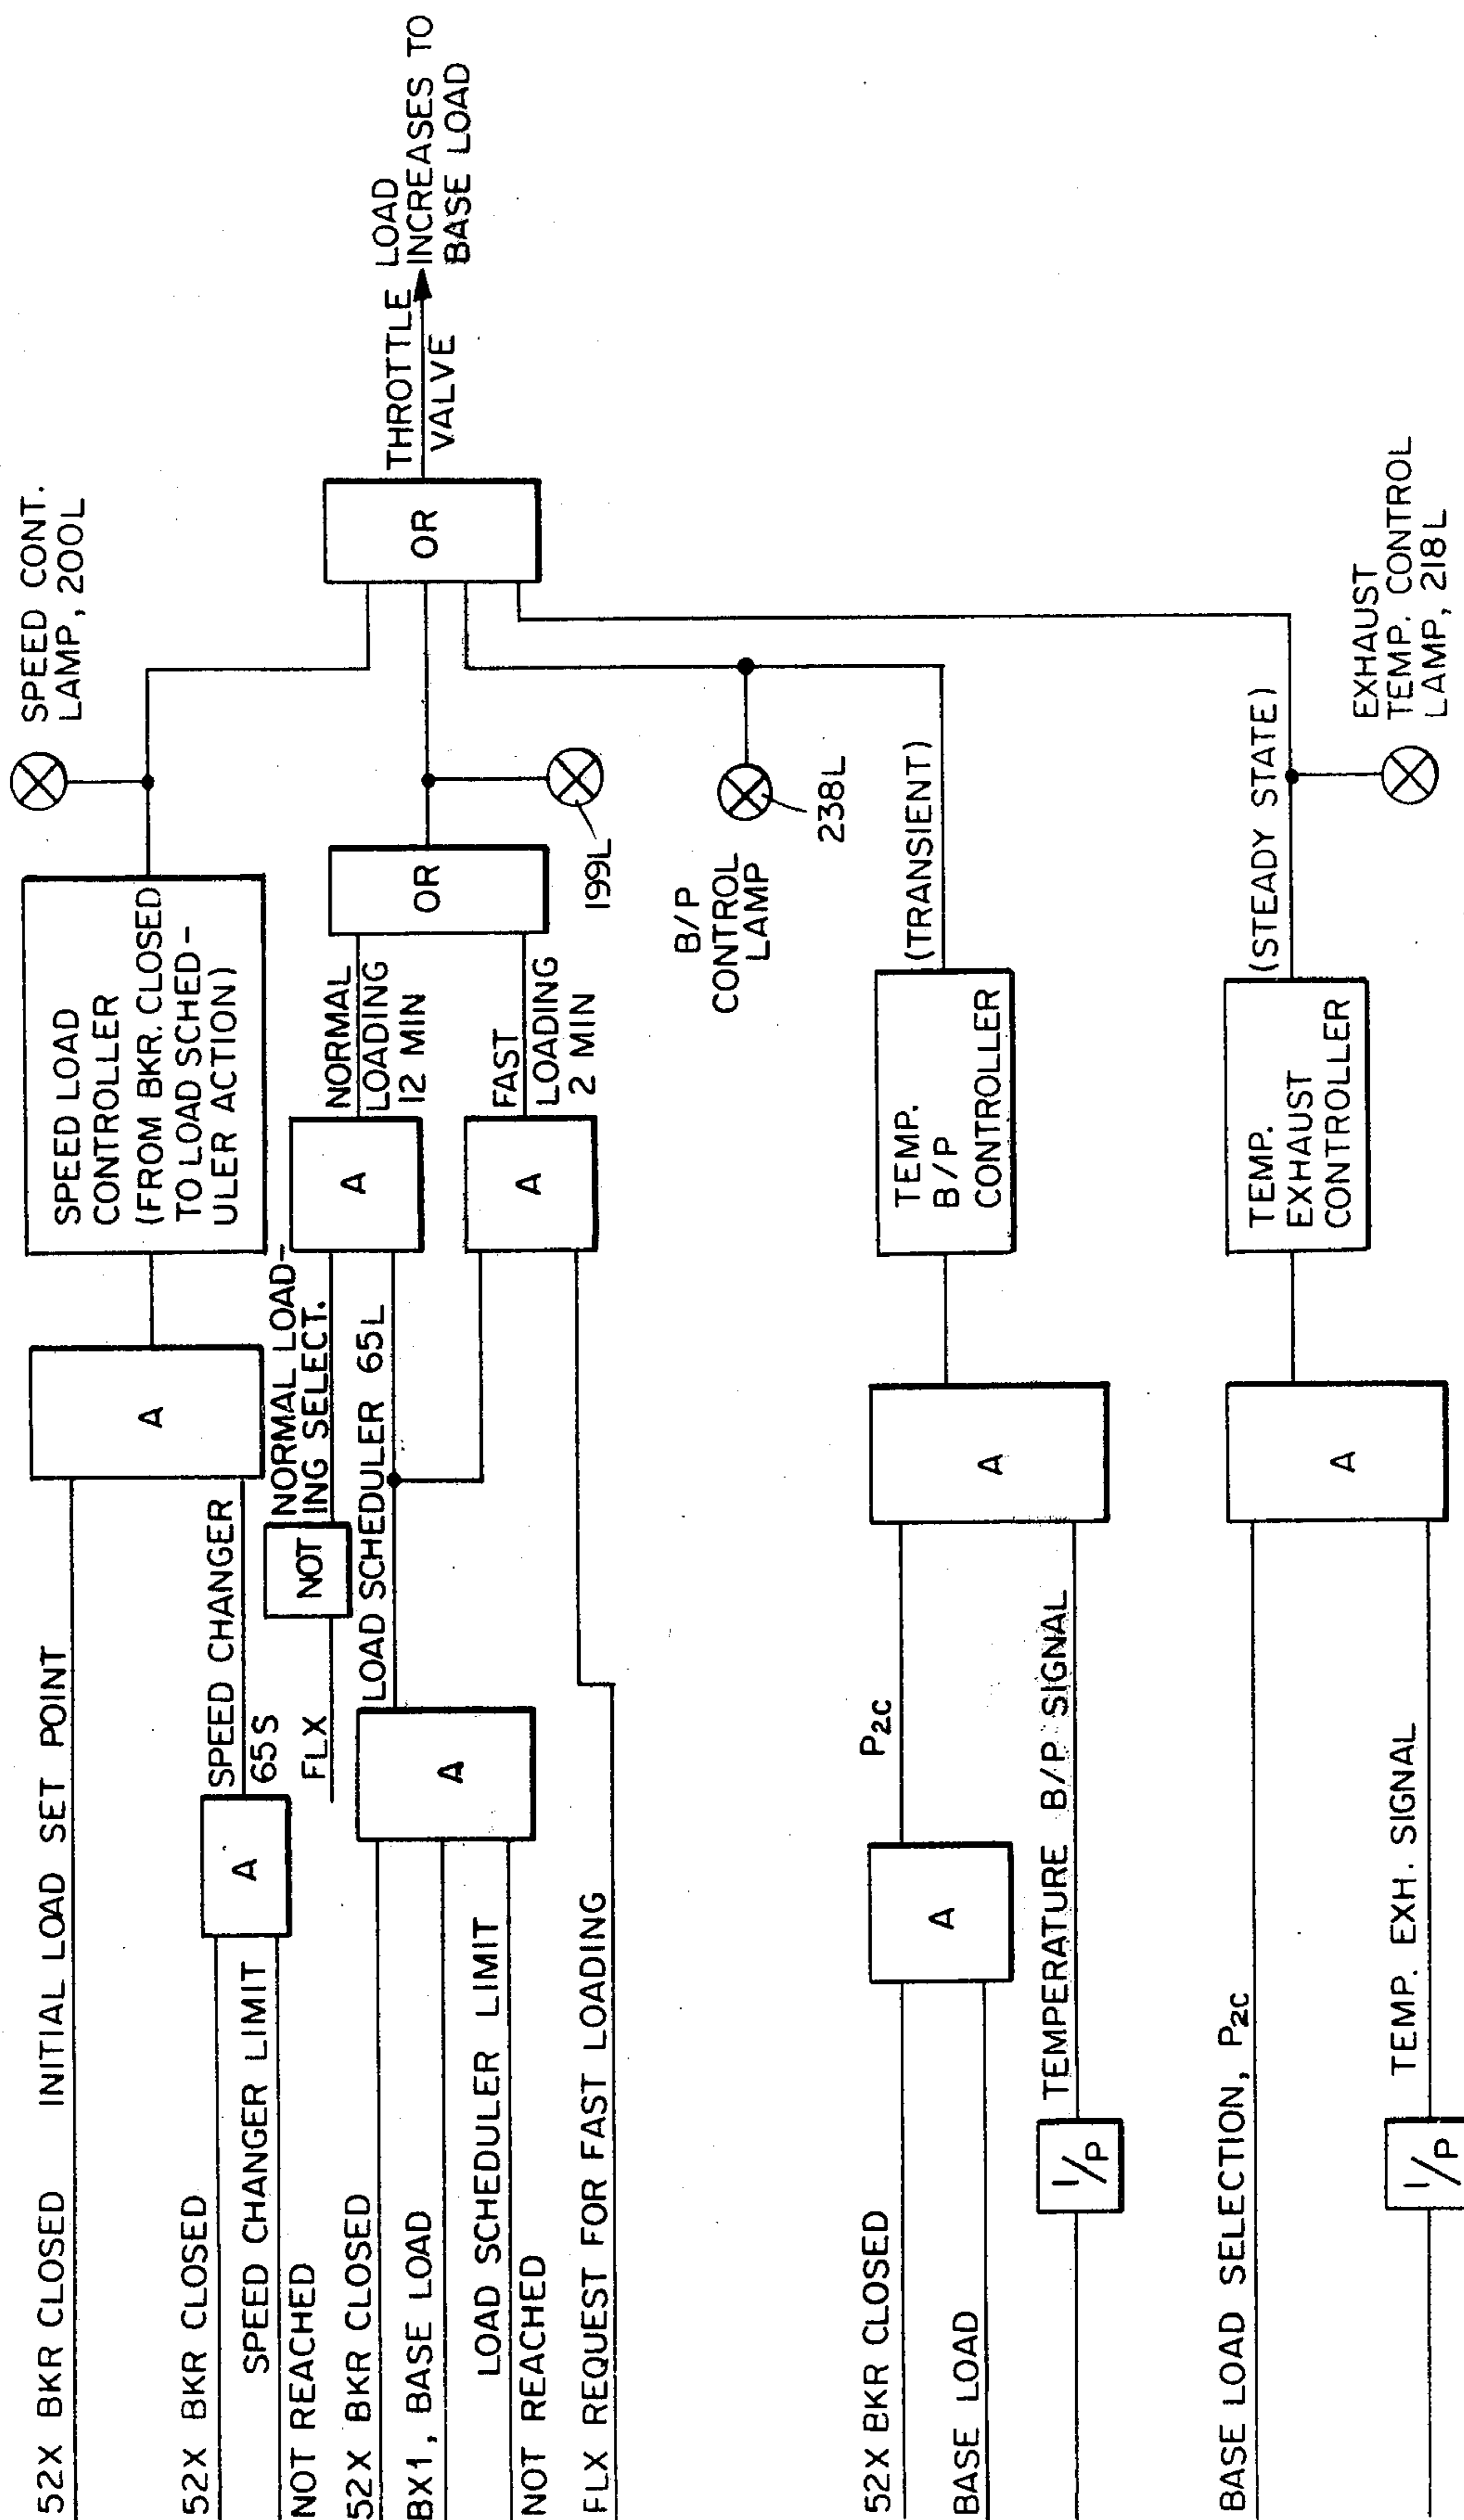 52X BKR CLOSED INITIAL LOAD SET POINT
52X BKR CLOSED
SPEED CHANGER LIMIT
NOT REACHED
A
SPEED CHANGER
65S
A
SPEED LOAD
CONTROLLER
(FROM BKR. CLOSED
TO LOAD SCHED-
ULER ACTION)
SPEED CONT.
LAMP, 200L
FLX
NOT
NORMAL LOAD-
ING SELECT.
52X BKR CLOSED
BX1, BASE LOAD
LOAD SCHEDULER LIMIT
NOT REACHED
A
LOAD SCHEDULER 65L
A
NORMAL
LOADING
12 MIN
FLX REQUEST FOR FAST LOADING
A
FAST
LOADING
2 MIN
OR
199L
OR
THROTTLE
VALVE
LOAD
INCREASES TO
BASE LOAD
B/P
CONTROL
LAMP
238L
52X BKR CLOSED
BASE LOAD
A
P2C
I/P
TEMPERATURE B/P SIGNAL
A
TEMP.
B/P
CONTROLLER
(TRANSIENT)
BASE LOAD SELECTION, P2C
I/P
TEMP. EXH. SIGNAL
A
TEMP.
EXHAUST
CONTROLLER
(STEADY STATE)
EXHAUST
TEMP. CONTROL
LAMP, 218L